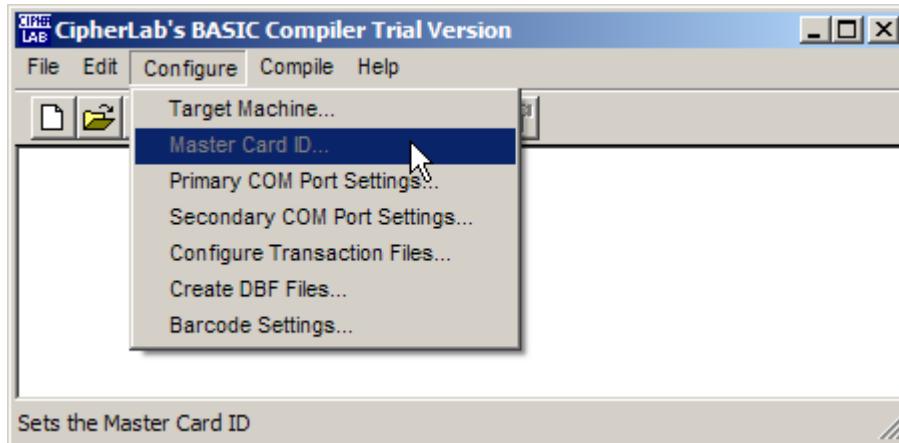 CIPHER LAB CipherLab's BASIC Compiler Trial Version
File Edit Configure Compile Help
Target Machine...
Master Card ID...
Primary COM Port Settings...
Secondary COM Port Settings...
Configure Transaction Files...
Create DBF Files...
Barcode Settings...
Sets the Master Card ID